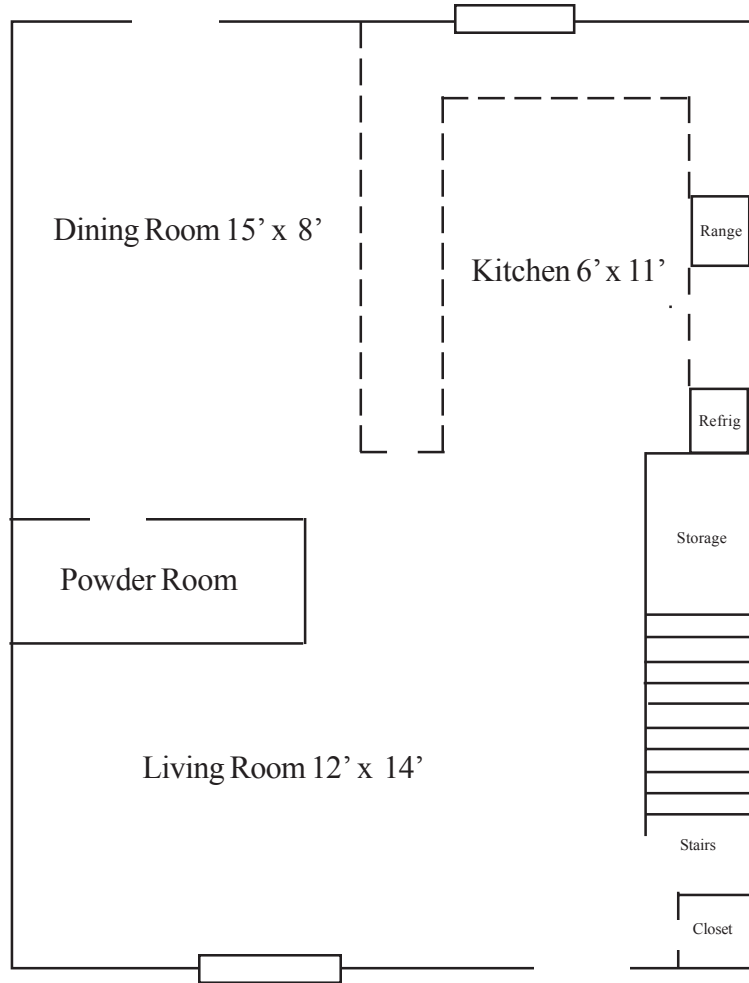 Dining Room 15’ x 8’
Range
Kitchen 6’ x 11’
Refrig
Storage
Powder Room
Living Room 12’ x 14’
Stairs
Closet